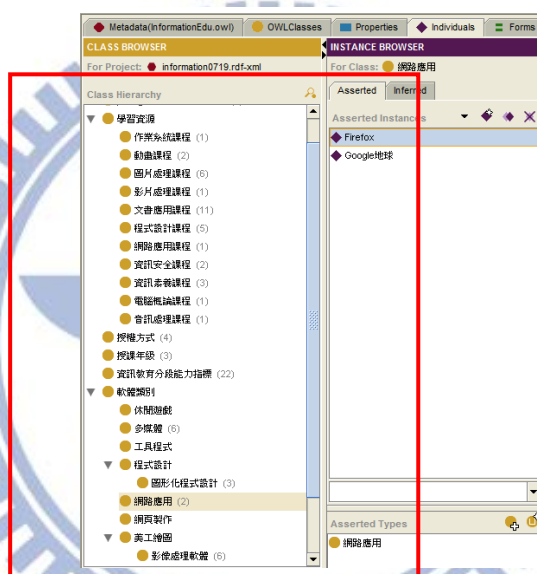 Metadata(InformationEdu.owl) OWLClasses Properties Individuals Forms
CLASS BROWSER
For Project: information0719.rdf-xml
Class Hierarchy
學習資源
作業系統課程 (1)
動畫課程 (2)
圖片處理課程 (6)
影片處理課程 (1)
文書應用課程 (11)
程式設計課程 (5)
網路應用課程 (1)
資訊安全課程 (2)
資訊素養課程 (3)
電腦概論課程 (1)
音訊處理課程 (1)
授權方式 (4)
授課年級 (3)
資訊教育分段能力指標 (22)
軟體類別
休閒遊戲
多媒體 (6)
工具程式
程式設計
圖形化程式設計 (3)
網路應用 (2)
網頁製作
美工繪圖
影像處理軟體 (6)
INSTANCE BROWSER
For Class: 網路應用
Asserted Inferred
Asserted Instances
Firefox
Google地球
Asserted Types
網路應用